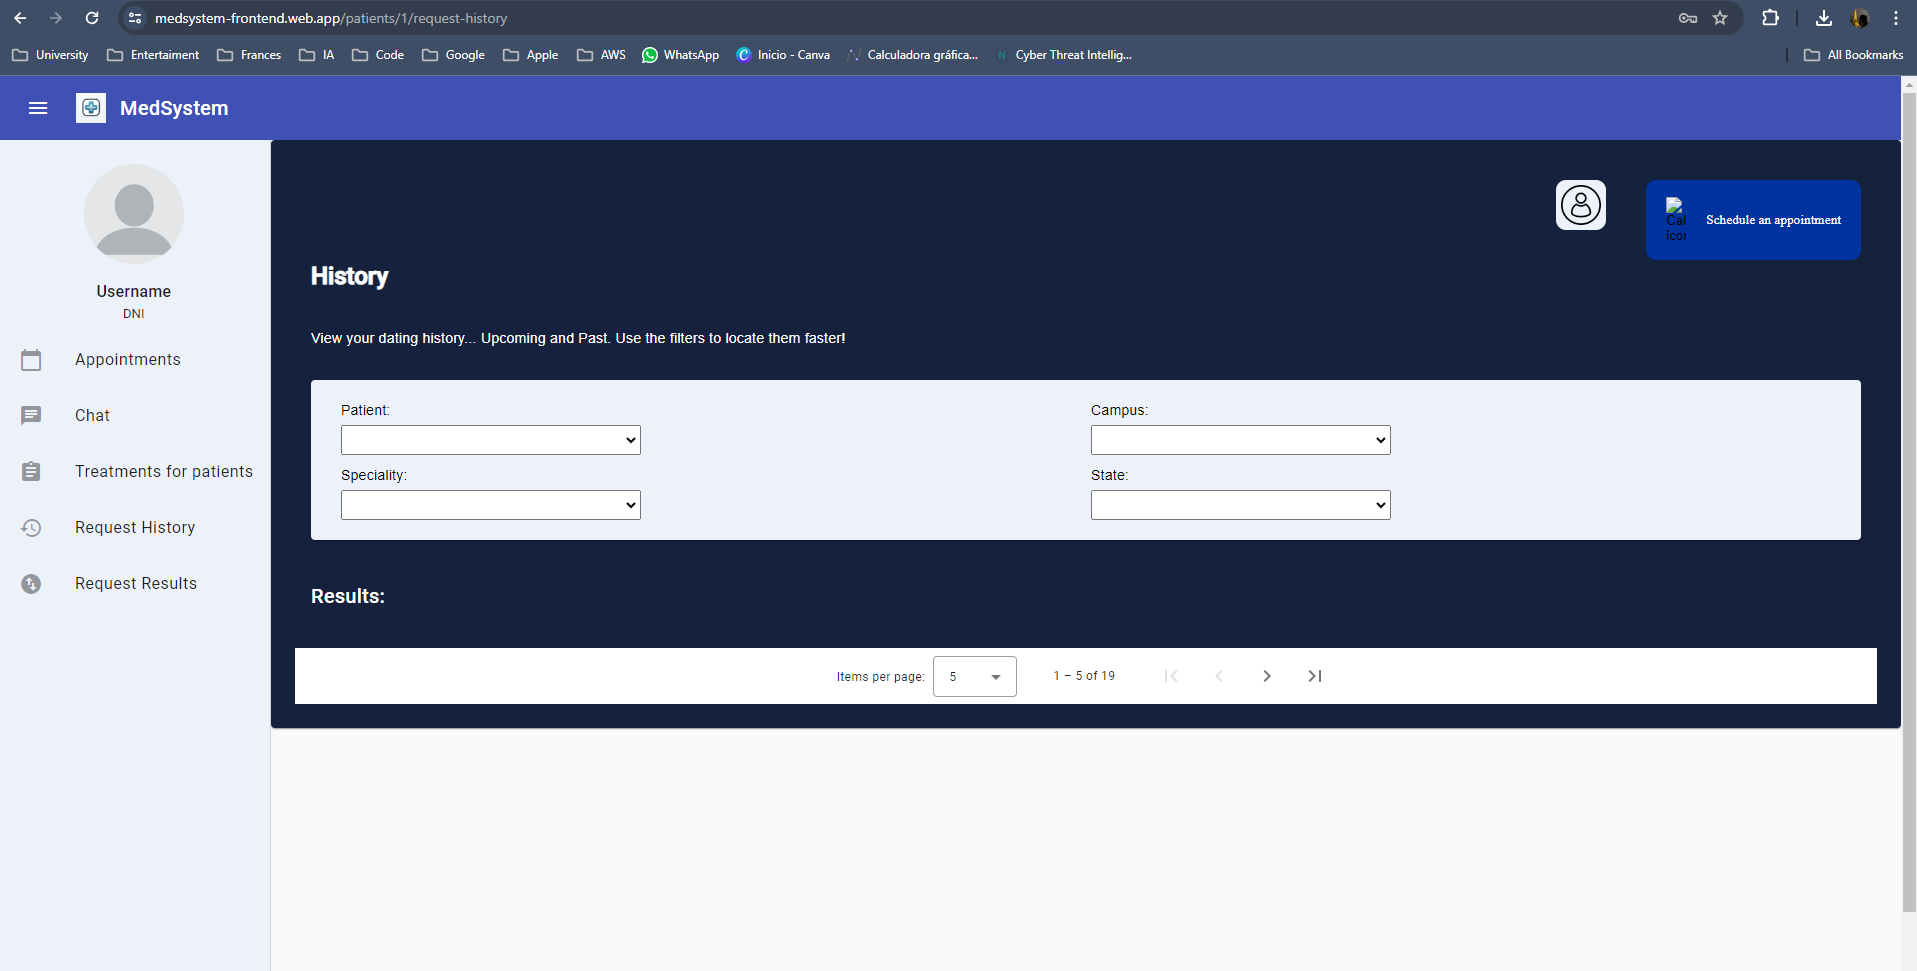 medsystem-frontend.web.app/patients/1/request-history
University Entertaiment Frances IA Code Google Apple AWS WhatsApp Inicio - Canva Calculadora gráfica... Cyber Threat Intellig... All Bookmarks
MedSystem
Username
DNI
Appointments
Chat
Treatments for patients
Request History
Request Results
Cal
icon
Schedule an appointment
History
View your dating history... Upcoming and Past. Use the filters to locate them faster!
Patient: Campus:
Speciality: State:
Results:
Items per page: 5 1 – 5 of 19